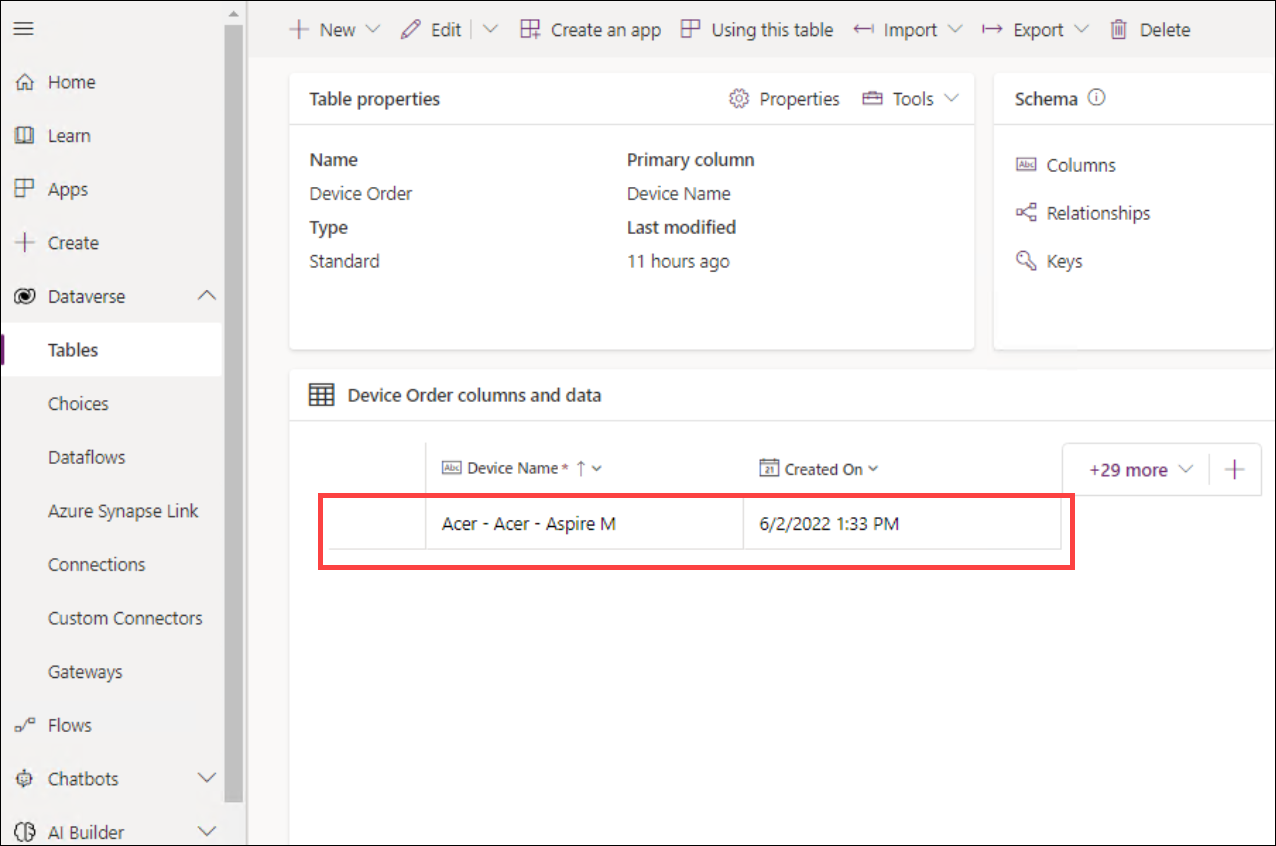 New Edit Create an app Using this table Import Export Delete
Home
Learn
Apps
Create
Dataverse
Tables
Choices
Dataflows
Azure Synapse Link
Connections
Custom Connectors
Gateways
Flows
Chatbots
AI Builder
Table properties Properties Tools
Name Primary column
Device Order Device Name
Type Last modified
Standard 11 hours ago
Schema
Abc Columns
Relationships
Keys
Device Order columns and data
Abc Device Name * 21 Created On +29 more
Acer - Acer - Aspire M 6/2/2022 1:33 PM